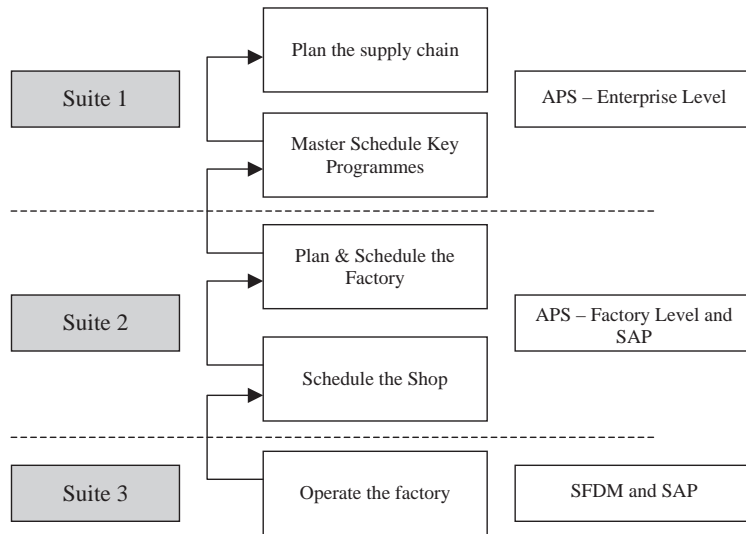 Plan the supply chain
Suite 1
APS – Enterprise Level
Master Schedule Key
Programmes
Plan & Schedule the
Factory
Suite 2
APS – Factory Level and
SAP
Schedule the Shop
Suite 3
Operate the factory
SFDM and SAP